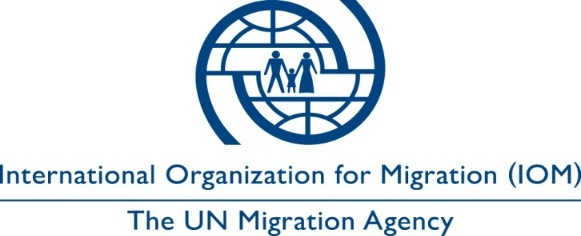 International Organization for Migration (IOM)
The UN Migration Agency